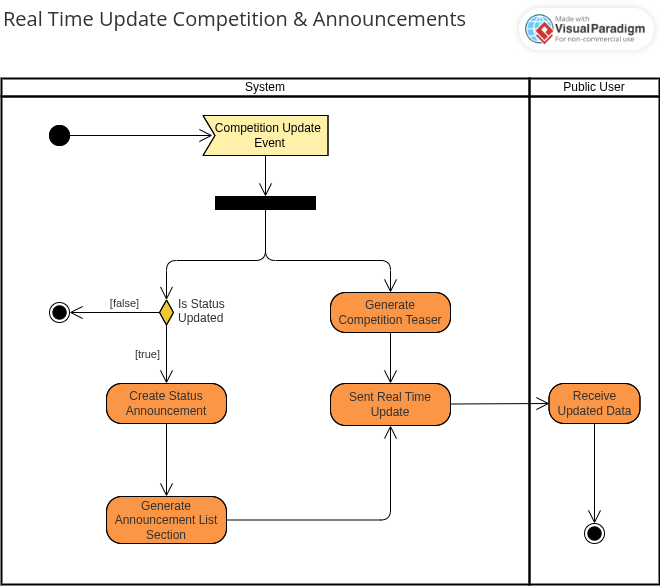 Real Time Update Competition & Announcements
Made with
VisualParadigm
For non-commercial use
System
Public User
Competition Update
Event
[false]
Is Status
Updated
Generate
Competition Teaser
[true]
Create Status
Announcement
Sent Real Time
Update
Receive
Updated Data
Generate
Announcement List
Section